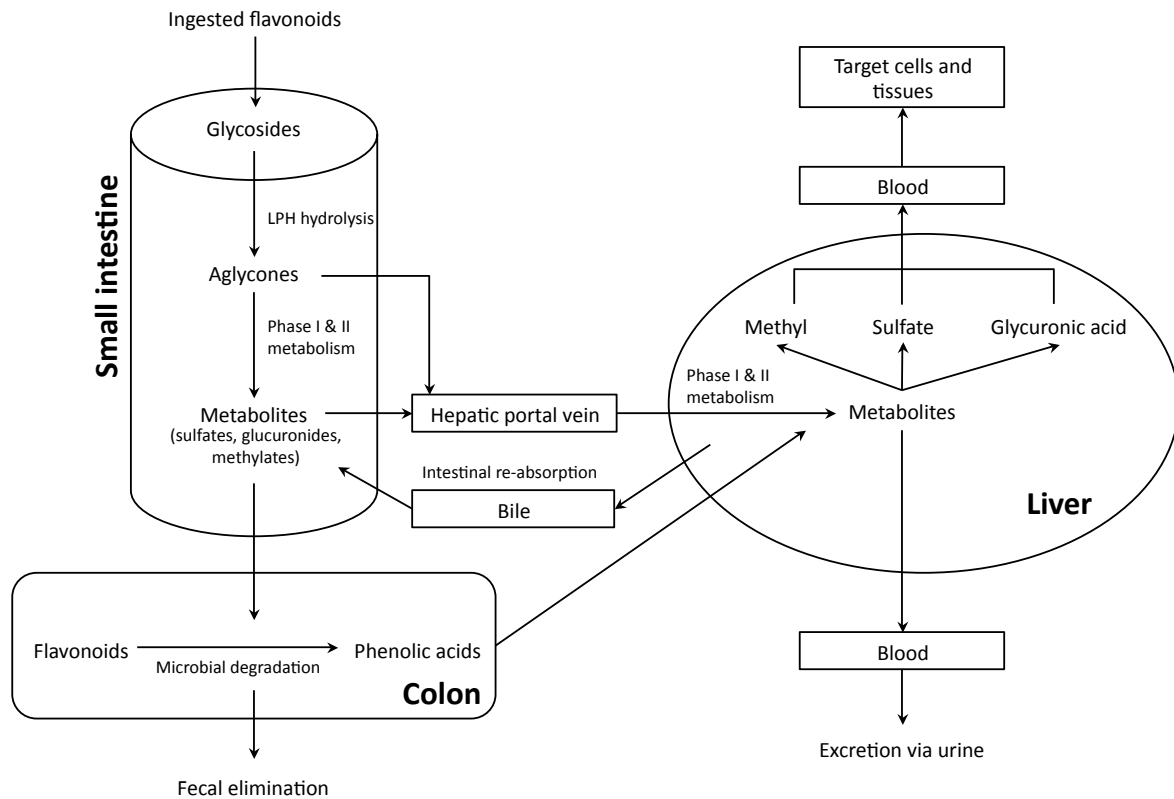 Ingested flavonoids
Glycosides
LPH hydrolysis
Small intestine
Aglycones
Phase I & II
metabolism
Metabolites
(sulfates, glucuronides,
methylates)
Hepatic portal vein
Intestinal re-absorption
Bile
Flavonoids
Microbial degradation
Phenolic acids
Colon
Fecal elimination
Target cells and
tissues
Blood
Methyl
Sulfate
Glycuronic acid
Phase I & II
metabolism
Metabolites
Liver
Blood
Excretion via urine